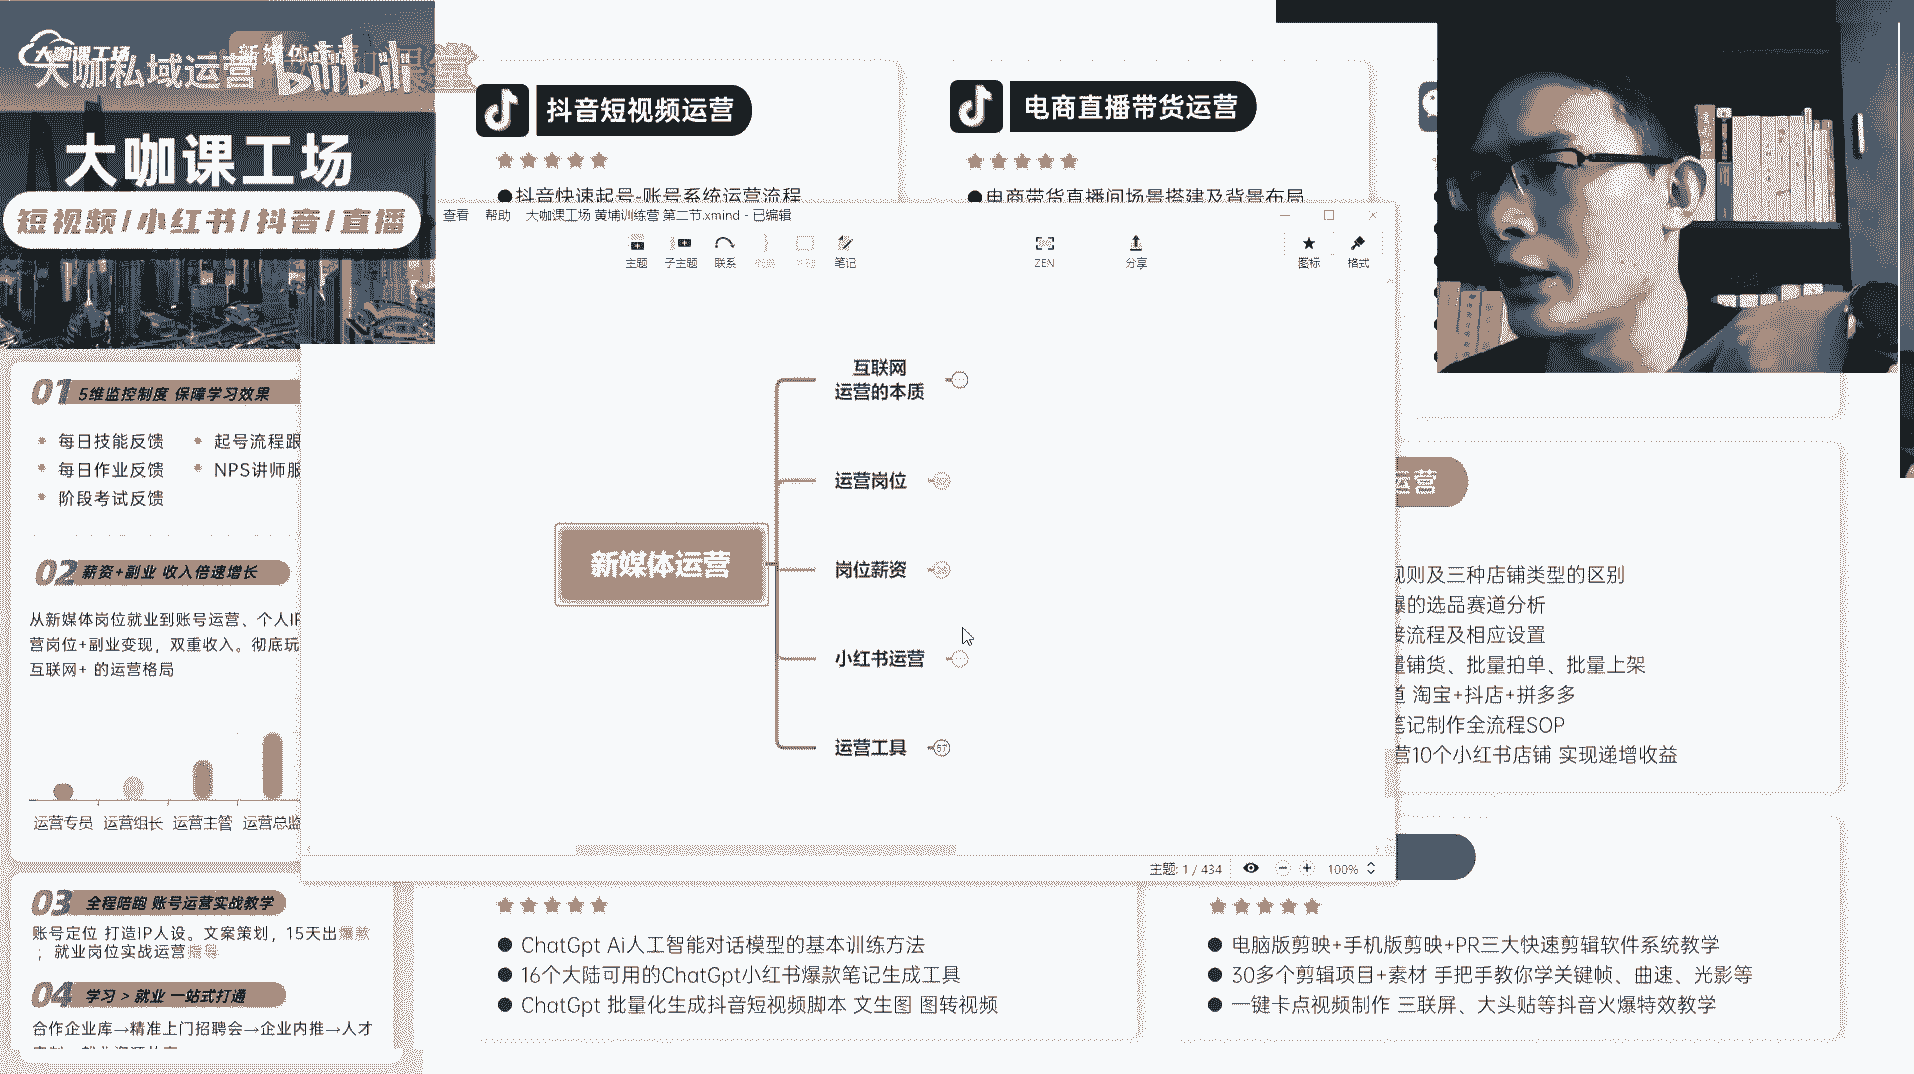 大咖私域运营
bilibili
大咖课工场
短视频/小红书/抖音/直播
抖音短视频运营
●抖音快速起号-账号系统运营流程
电商直播带货运营
●电商带货直播间场景搭建及背景布局
查看 帮助 大咖课工场 黄埔训练营 第二节.xmind - 已编辑
主题 子主题 联系 笔记 ZEN 分享 图标 格式
新媒体运营
互联网
运营的本质
运营岗位
岗位薪资
小红书运营
运营工具
57
主题: 1 / 434 100%
01 5维监控制度 保障学习效果
每日技能反馈 起号流程跟
每日作业反馈 NPS讲师服
阶段考试反馈
02 薪资+副业 收入倍速增长
从新媒体岗位就业到账号运营、个人IP
营岗位+副业变现，双重收入。彻底玩
互联网+ 的运营格局
运营专员 运营组长 运营主管 运营总监
03 全程陪跑 账号运营实战教学
账号定位 打造IP人设。文案策划，15天出爆款
；就业岗位实战运营指导
04 学习 > 就业 一站式打通
合作企业库→精准上门招聘会→企业内推→人才
运营
规则及三种店铺类型的区别
爆的选品赛道分析
接流程及相应设置
量铺货、批量拍单、批量上架
道 淘宝+抖店+拼多多
笔记制作全流程SOP
营10个小红书店铺 实现递增收益
●ChatGpt Ai人工智能对话模型的基本训练方法
●16个大陆可用的ChatGpt小红书爆款笔记生成工具
●ChatGpt 批量化生成抖音短视频脚本 文生图 图转视频
●电脑版剪映+手机版剪映+PR三大快速剪辑软件系统教学
●30多个剪辑项目+素材 手把手教你学关键帧、曲速、光影等
●一键卡点视频制作 三联屏、大头贴等抖音火爆特效教学